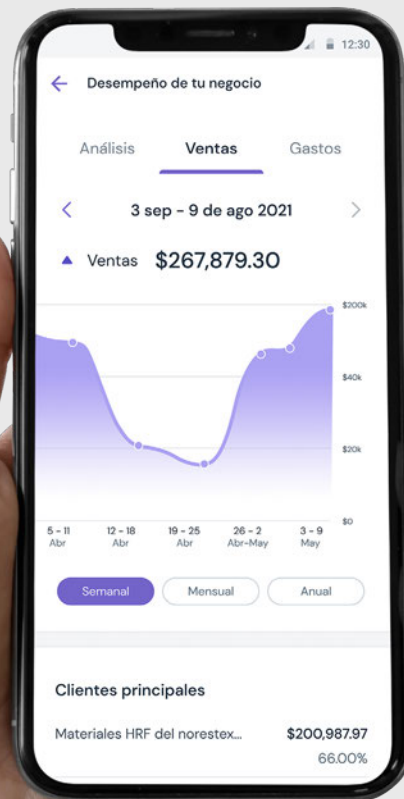 12:30
Desempeño de tu negocio
Análisis Ventas Gastos
3 sep - 9 de ago 2021
Ventas $267,879.30
$200k
$40k
$20k
$0
5 - 11 12 - 18 19 - 25 26 - 2 3 - 9
Abr Abr Abr Abr-May May
Semanal Mensual Anual
Clientes principales
Materiales HRF del norestex... $200,987.97
66.00%